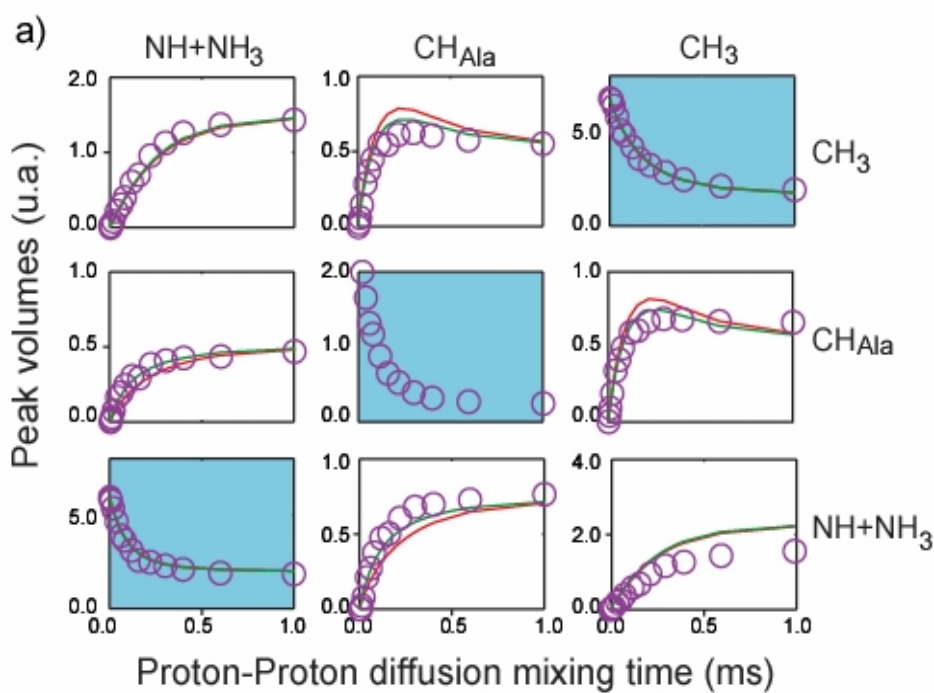 a)
NH+NH3 CHAla CH3
2.0 1.0 5.0 CH3
1.0 0.5
0.0 0.0 0.0
1.0 2.0 1.0 CHAla
0.5 1.0 0.5
0.0 0.0 0.0
5.0 1.0 4.0 NH+NH3
0.5 2.0
0.0 0.0 0.0
0.0 0.5 1.0 0.0 0.5 1.0 0.0 0.5 1.0
Peak volumes (u.a.)
Proton-Proton diffusion mixing time (ms)